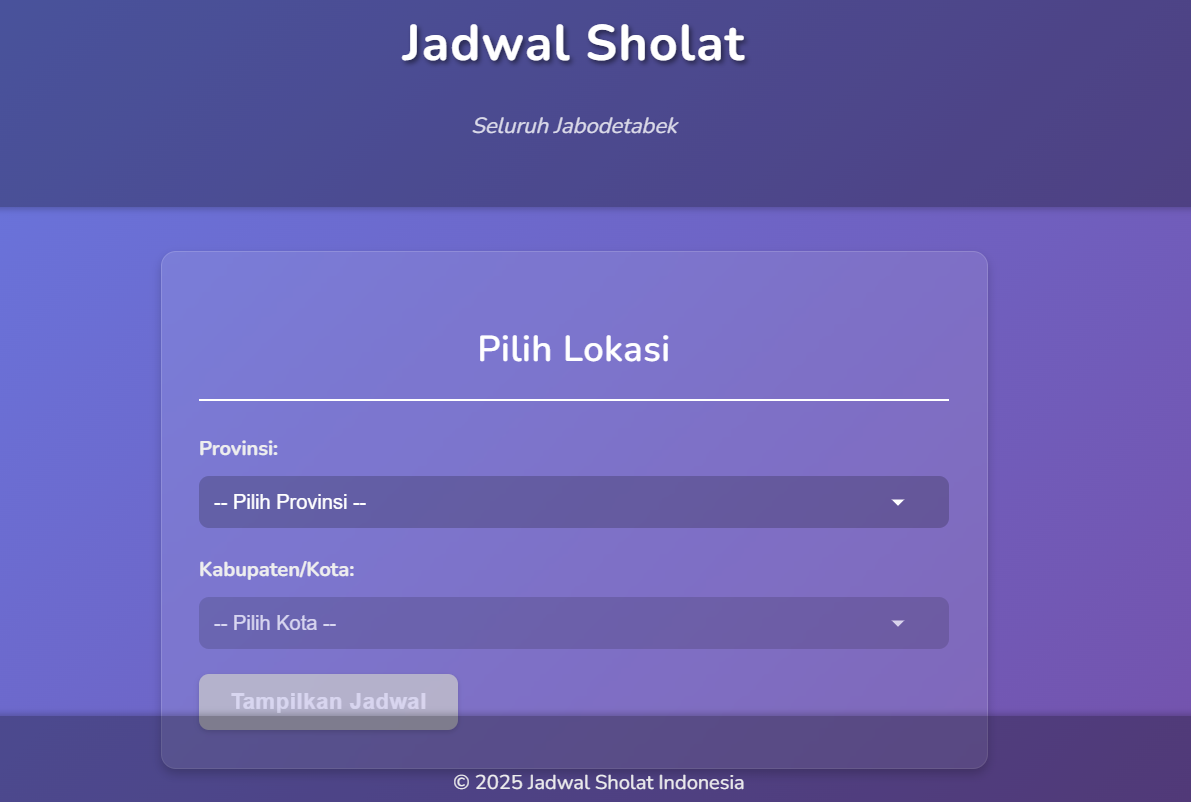 Jadwal Sholat
Seluruh Jabodetabek
Pilih Lokasi
Provinsi:
-- Pilih Provinsi --
Kabupaten/Kota:
-- Pilih Kota --
Tampilkan Jadwal
© 2025 Jadwal Sholat Indonesia